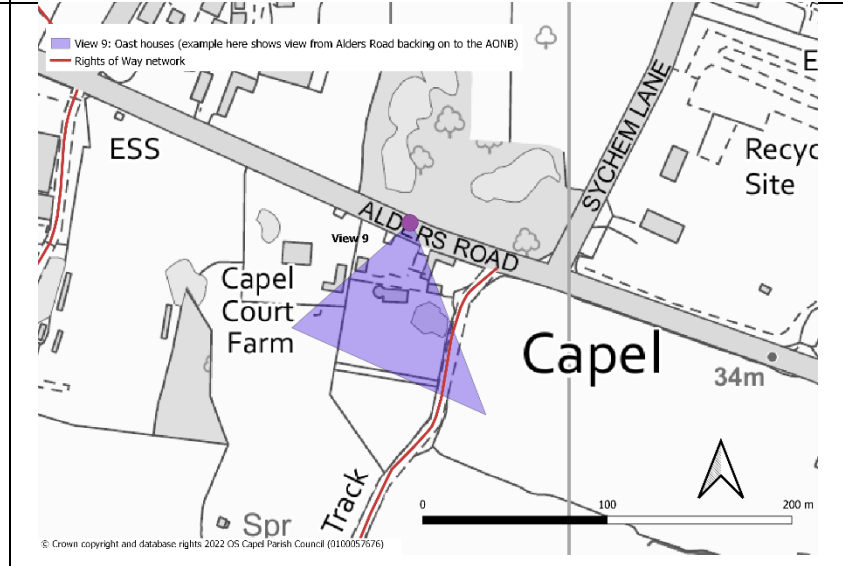 View 9: Oast houses (example here shows view from Alders Road backing on to the AONB)
Rights of Way network
E
ESS
SYCHEM LANE
Recyc
Site
ALDERS ROAD
View 9
Capel
Court
Farm
Capel
34m
Track
Spr
0
100
200 m
© Crown copyright and database rights 2022 OS Capel Parish Council (0100057676)